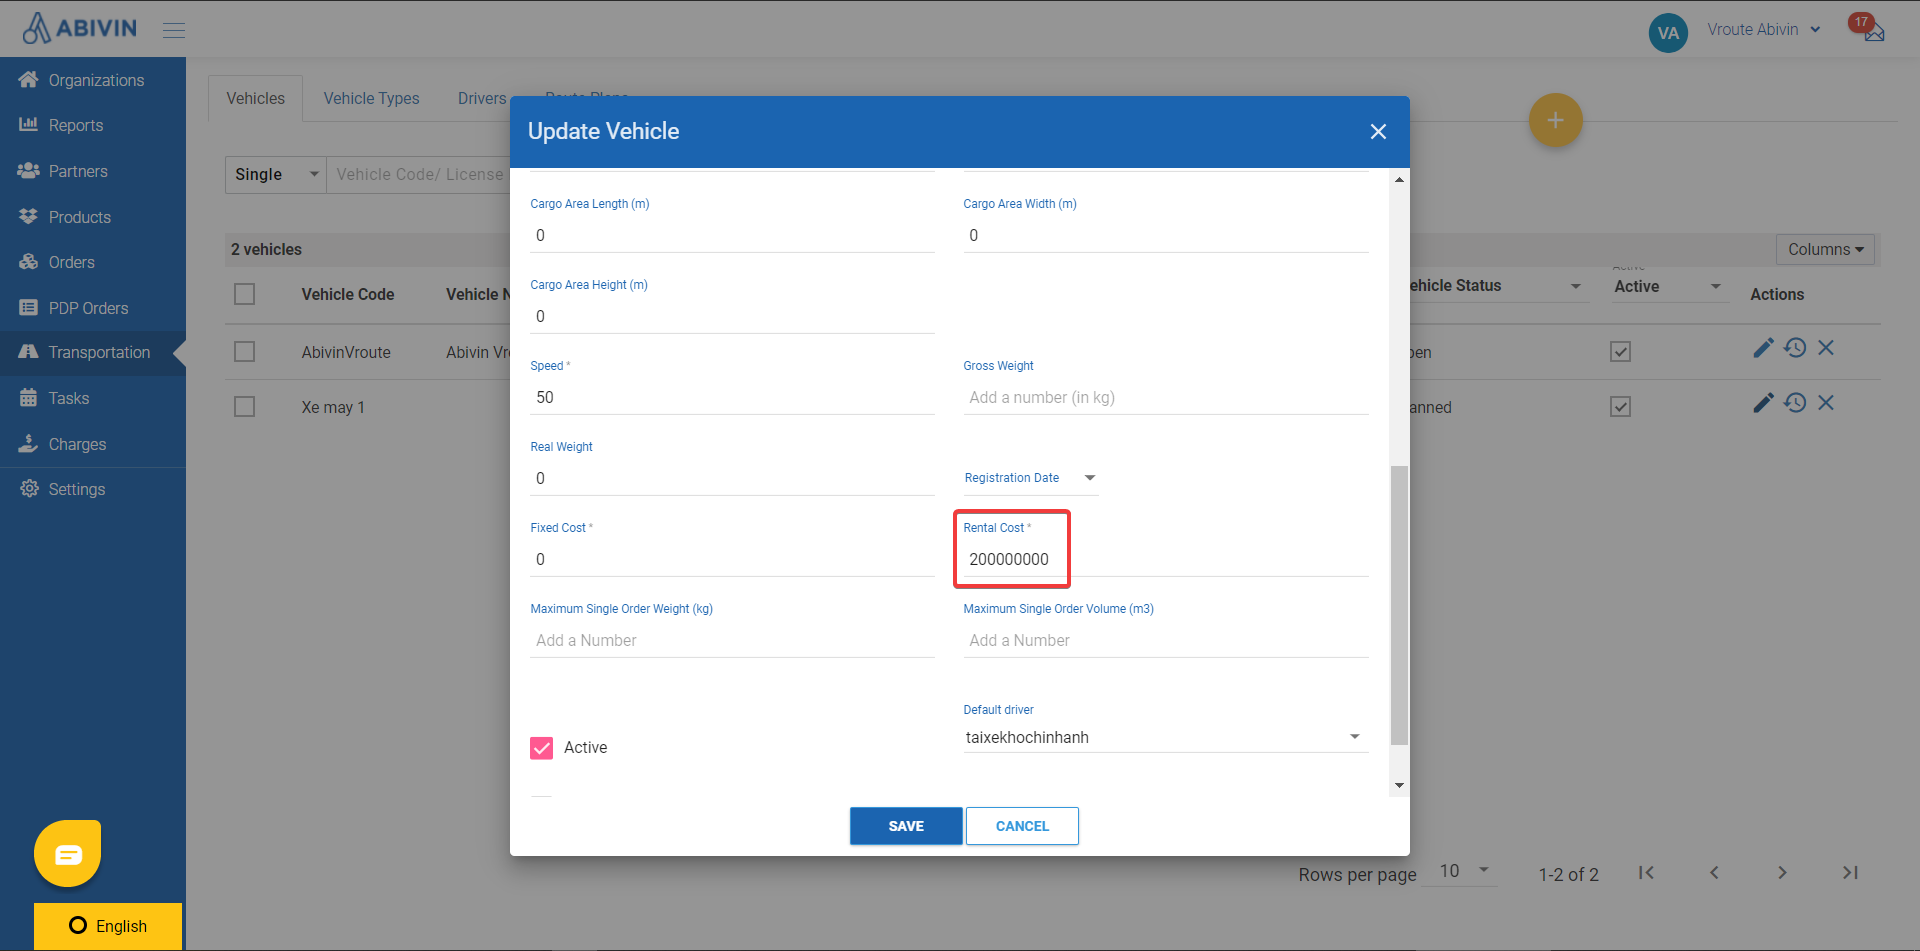 ABIVIN
VA
Vroute Abivin
17
Organizations
Reports
Partners
Products
Orders
PDP Orders
Transportation
Tasks
Charges
Settings
English
Vehicles
Vehicle Types
Drivers
Route Plans
+
Single
Vehicle Code/ License
2 vehicles
Columns
Vehicle Code
Vehicle N
ehicle Status
Active
Active
Actions
AbivinVroute
Abivin Vr
pen
Xe may 1
anned
Update Vehicle
Cargo Area Length (m)
0
Cargo Area Width (m)
0
Cargo Area Height (m)
0
Speed *
50
Gross Weight
Add a number (in kg)
Real Weight
0
Registration Date
Fixed Cost *
0
Rental Cost *
200000000
Maximum Single Order Weight (kg)
Add a Number
Maximum Single Order Volume (m3)
Add a Number
Active
Default driver
taixekhochinhanh
SAVE
CANCEL
Rows per page
10
1-2 of 2